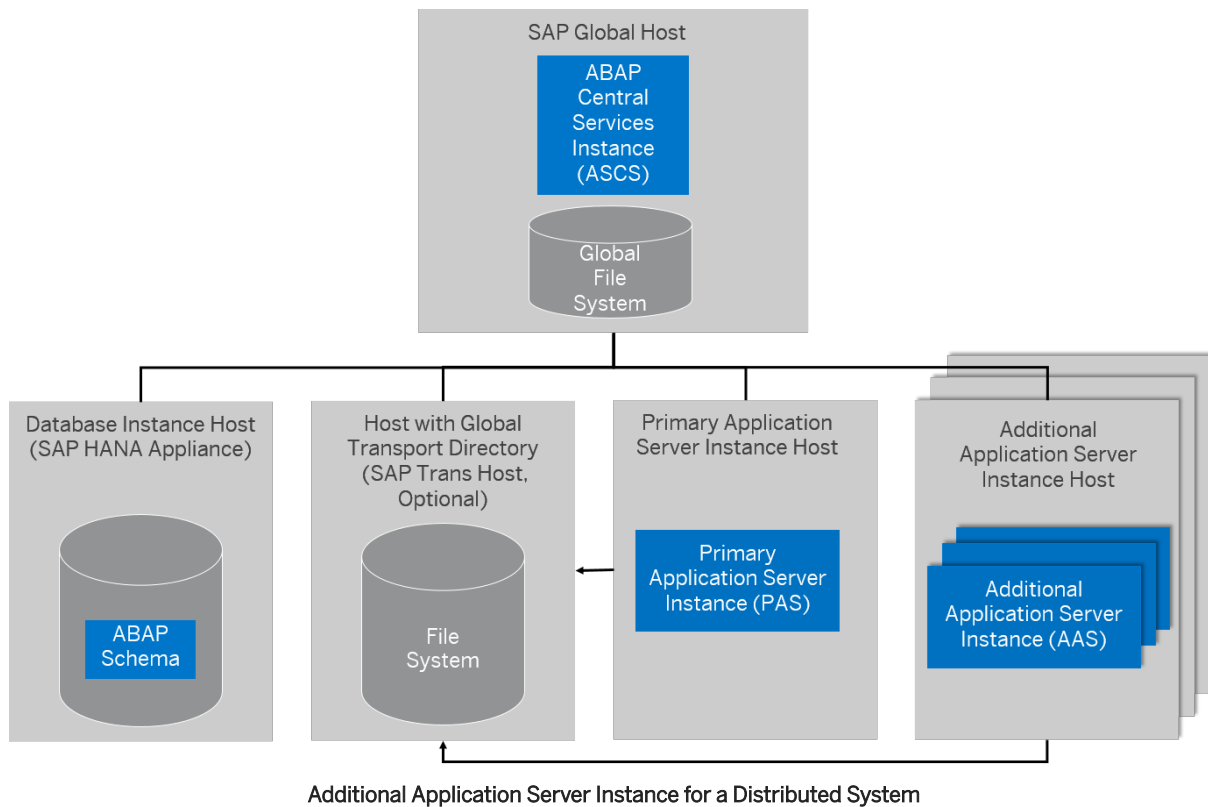 SAP Global Host
ABAP
Central
Services
Instance
(ASCS)
Global
File
System
Database Instance Host
(SAP HANA Appliance)
ABAP
Schema
Host with Global
Transport Directory
(SAP Trans Host,
Optional)
File
System
Primary Application
Server Instance Host
Primary
Application Server
Instance (PAS)
Additional
Application Server
Instance Host
Additional
Application Server
Instance (AAS)
Additional Application Server Instance for a Distributed System